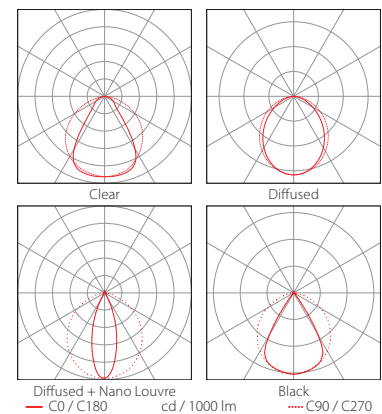 Clear Diffused
Diffused + Nano Louvre Black
C0 / C180 cd / 1000 lm C90 / C270